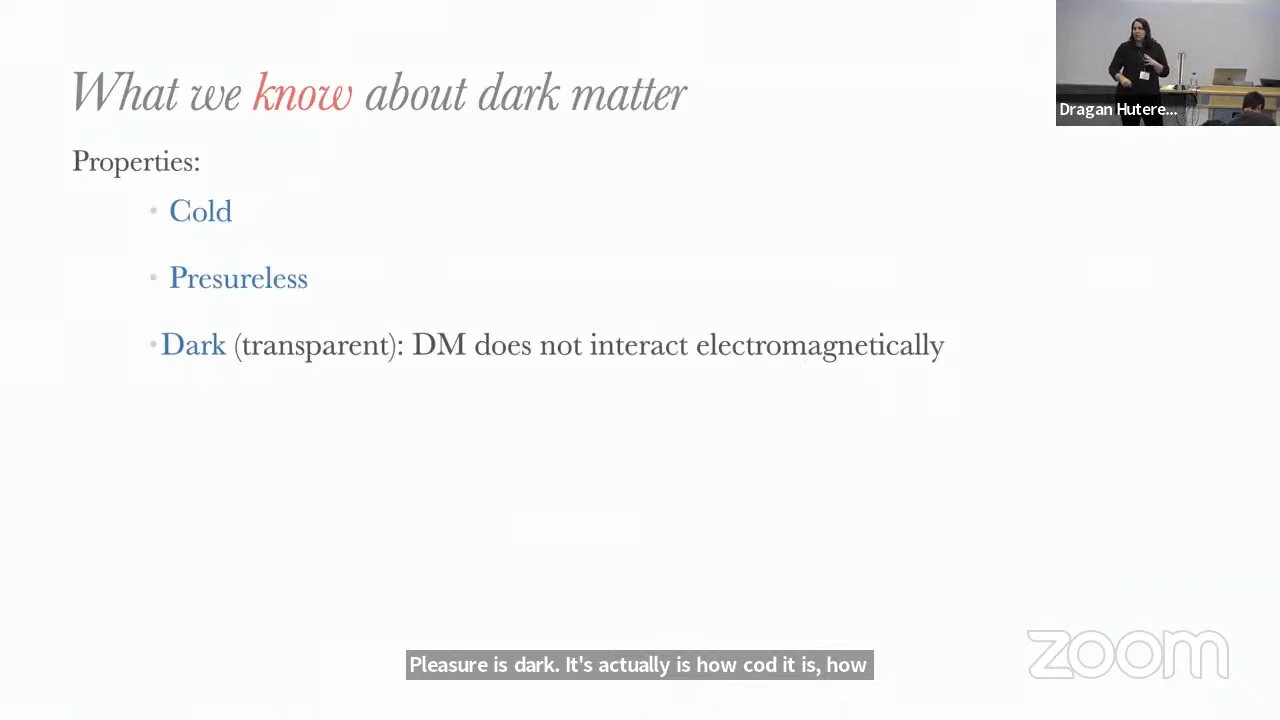 What we know about dark matter
Dragan Hutere...
Properties:
• Cold
• Presureless
• Dark (transparent): DM does not interact electromagnetically
Pleasure is dark. It's actually is how cod it is, how
zoom